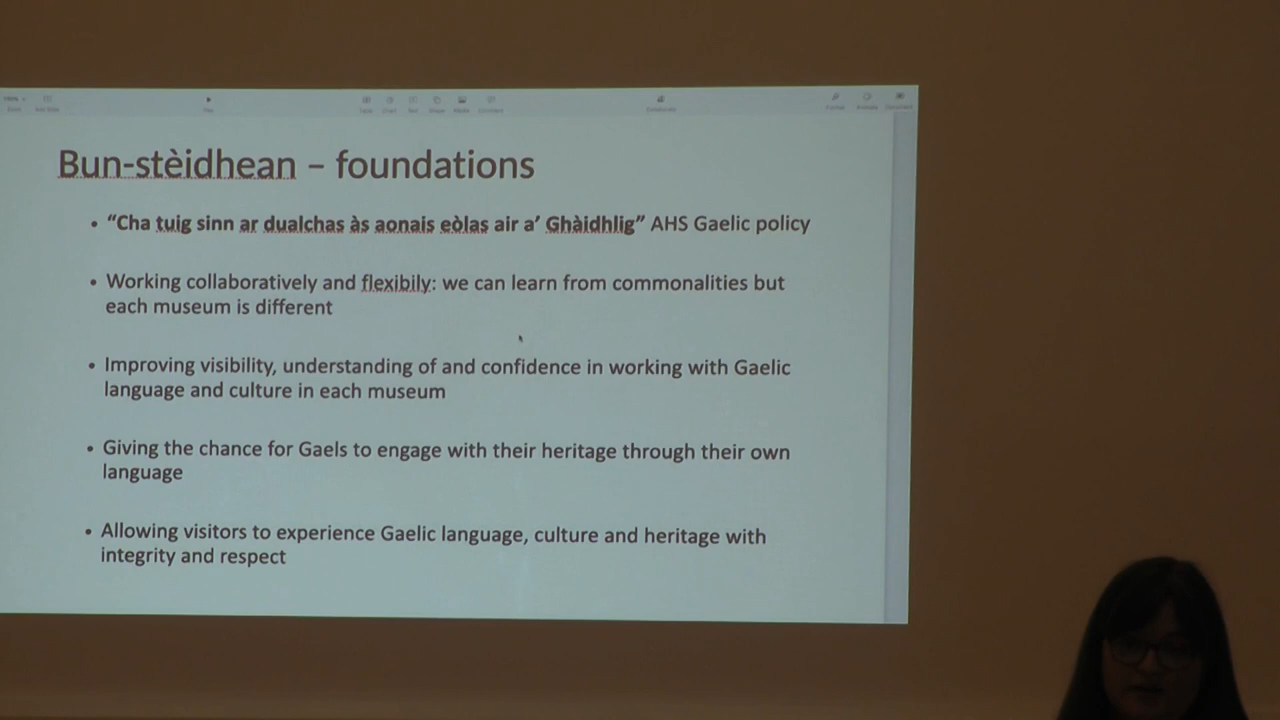 Bun-stèidhean – foundations
• “Cha tuig sinn ar dualchas às aonais eòlas air a’ Ghàidhlig” AHS Gaelic policy
• Working collaboratively and flexibily: we can learn from commonalities but
each museum is different
• Improving visibility, understanding of and confidence in working with Gaelic
language and culture in each museum
• Giving the chance for Gaels to engage with their heritage through their own
language
• Allowing visitors to experience Gaelic language, culture and heritage with
integrity and respect